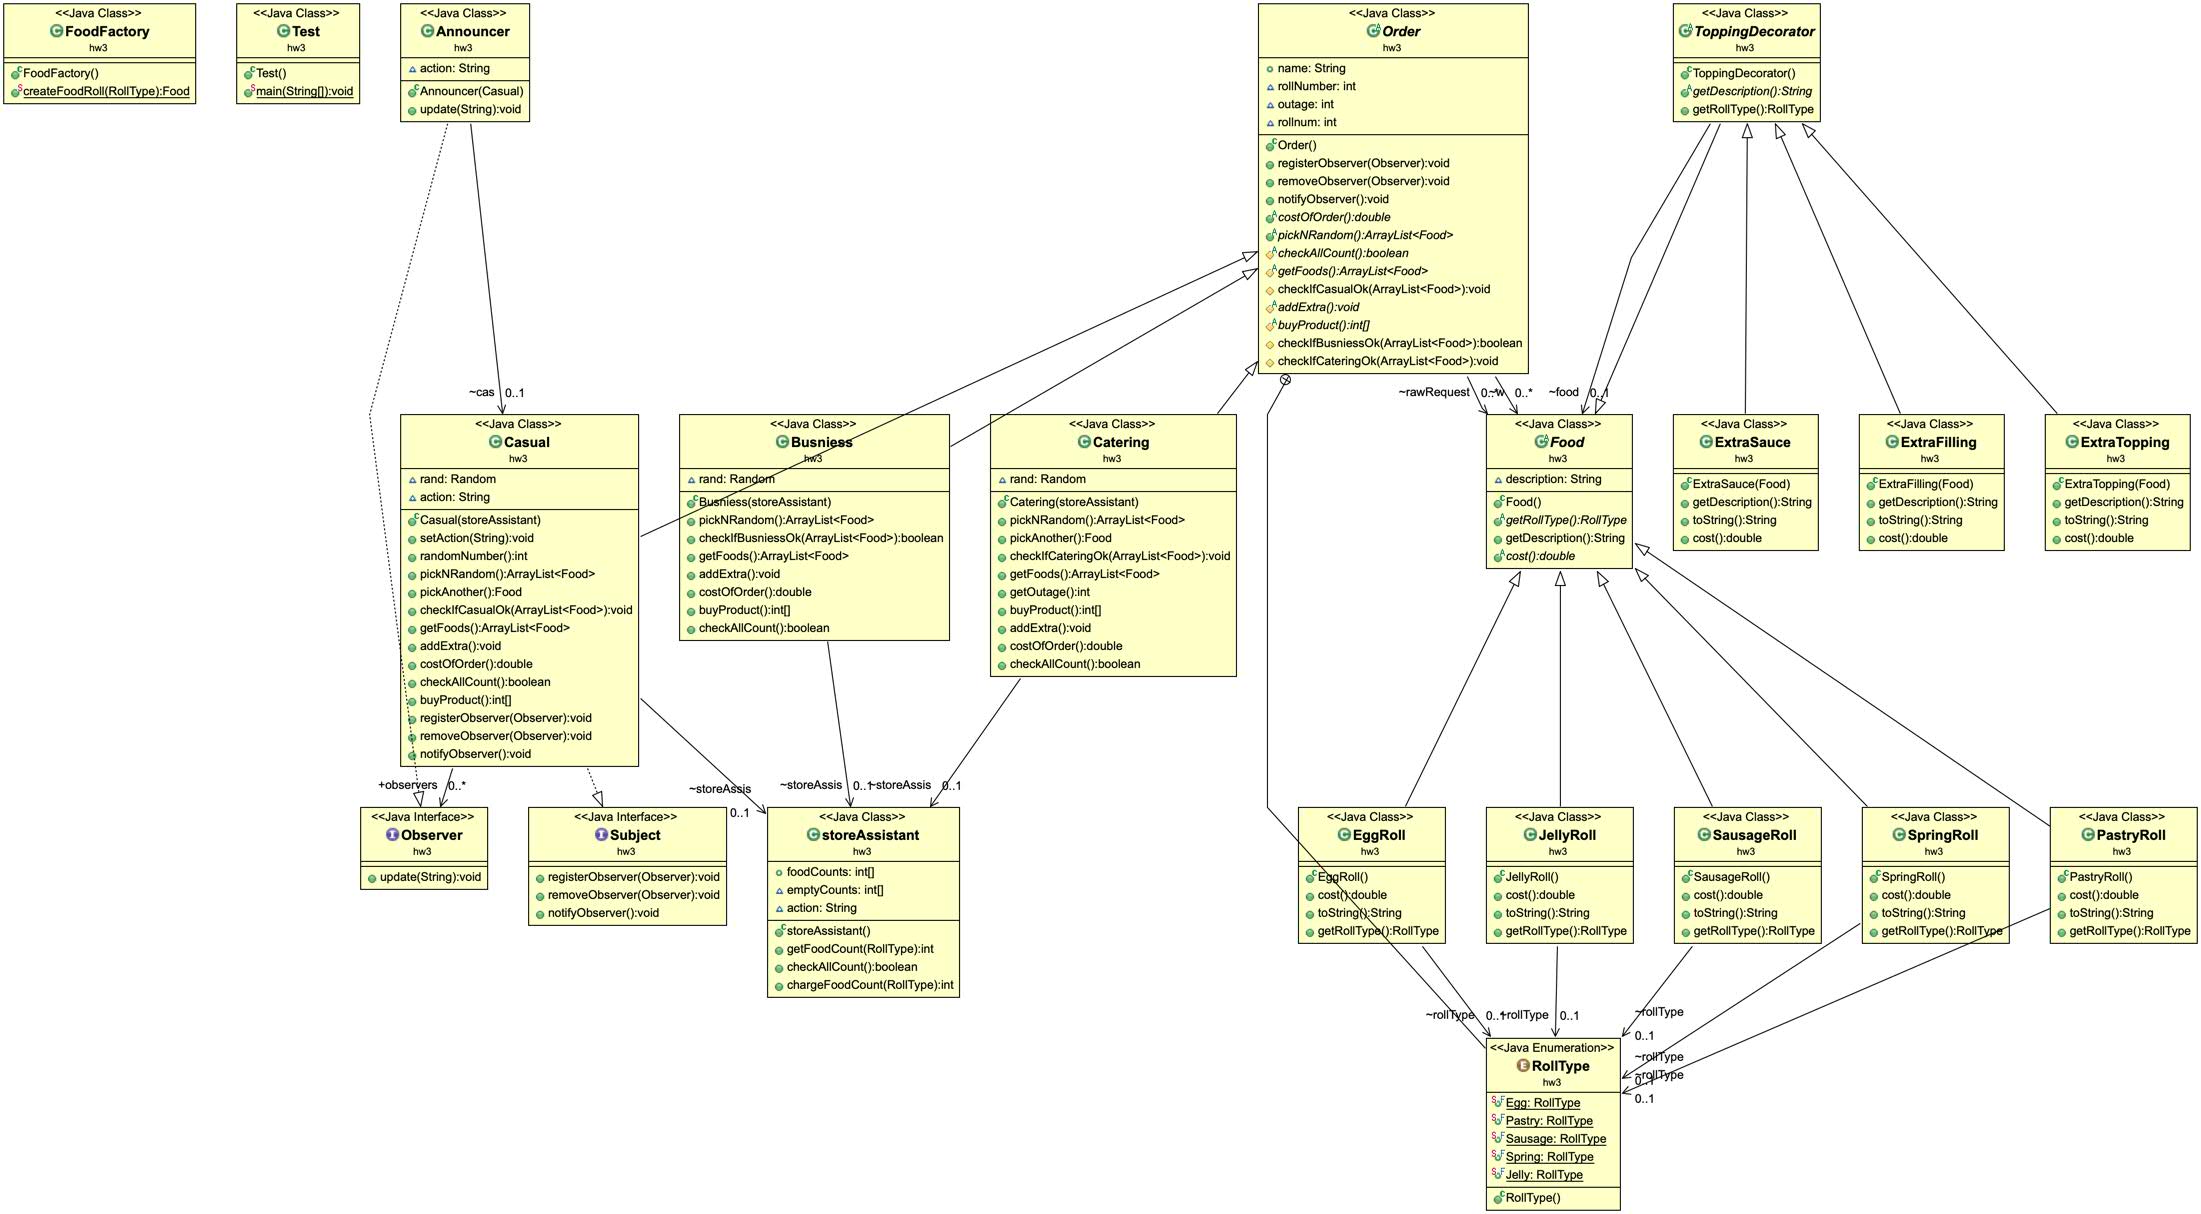 <<Java Class>>
FoodFactory
hw3
FoodFactory()
createFoodRoll(RollType):Food
<<Java Class>>
Test
hw3
Test()
main(String[]):void
<<Java Class>>
Announcer
hw3
action: String
Announcer(Casual)
update(String):void
<<Java Class>>
Order
hw3
name: String
rollNumber: int
outage: int
rollnum: int
Order()
registerObserver(Observer):void
removeObserver(Observer):void
notifyObserver():void
costOfOrder():double
pickNRandom():ArrayList<Food>
checkAllCount():boolean
getFoods():ArrayList<Food>
checkIfCasualOk(ArrayList<Food>):void
addExtra():void
buyProduct():int[]
checkIfBusniessOk(ArrayList<Food>):boolean
checkIfCateringOk(ArrayList<Food>):void
<<Java Class>>
ToppingDecorator
hw3
ToppingDecorator()
getDescription():String
getRollType():RollType
~cas 0..1
~rawRequest 0..*
~w 0..*
~food 0..1
<<Java Class>>
Casual
hw3
rand: Random
action: String
Casual(storeAssistant)
setAction(String):void
randomNumber():int
pickNRandom():ArrayList<Food>
pickAnother():Food
checkIfCasualOk(ArrayList<Food>):void
getFoods():ArrayList<Food>
addExtra():void
costOfOrder():double
checkAllCount():boolean
buyProduct():int[]
registerObserver(Observer):void
removeObserver(Observer):void
notifyObserver():void
<<Java Class>>
Busniess
hw3
rand: Random
Busniess(storeAssistant)
pickNRandom():ArrayList<Food>
checkIfBusniessOk(ArrayList<Food>):boolean
getFoods():ArrayList<Food>
addExtra():void
costOfOrder():double
buyProduct():int[]
checkAllCount():boolean
<<Java Class>>
Catering
hw3
rand: Random
Catering(storeAssistant)
pickNRandom():ArrayList<Food>
pickAnother():Food
checkIfCateringOk(ArrayList<Food>):void
getFoods():ArrayList<Food>
getOutage():int
buyProduct():int[]
addExtra():void
costOfOrder():double
checkAllCount():boolean
<<Java Class>>
Food
hw3
description: String
Food()
getRollType():RollType
getDescription():String
cost():double
<<Java Class>>
ExtraSauce
hw3
ExtraSauce(Food)
getDescription():String
toString():String
cost():double
<<Java Class>>
ExtraFilling
hw3
ExtraFilling(Food)
getDescription():String
toString():String
cost():double
<<Java Class>>
ExtraTopping
hw3
ExtraTopping(Food)
getDescription():String
toString():String
cost():double
+observers 0..*
~storeAssis
0..1
~storeAssis 0..1
~storeAssis 0..1
<<Java Interface>>
Observer
hw3
update(String):void
<<Java Interface>>
Subject
hw3
registerObserver(Observer):void
removeObserver(Observer):void
notifyObserver():void
<<Java Class>>
storeAssistant
hw3
foodCounts: int[]
emptyCounts: int[]
action: String
storeAssistant()
getFoodCount(RollType):int
checkAllCount():boolean
chargeFoodCount(RollType):int
<<Java Class>>
EggRoll
hw3
EggRoll()
cost():double
toString():String
getRollType():RollType
<<Java Class>>
JellyRoll
hw3
JellyRoll()
cost():double
toString():String
getRollType():RollType
<<Java Class>>
SausageRoll
hw3
SausageRoll()
cost():double
toString():String
getRollType():RollType
<<Java Class>>
SpringRoll
hw3
SpringRoll()
cost():double
toString():String
getRollType():RollType
<<Java Class>>
PastryRoll
hw3
PastryRoll()
cost():double
toString():String
getRollType():RollType
~rollType 0..1
~rollType 0..1
~rollType
0..1
~rollType
0..1
~rollType
0..1
<<Java Enumeration>>
RollType
hw3
Egg: RollType
Pastry: RollType
Sausage: RollType
Spring: RollType
Jelly: RollType
RollType()